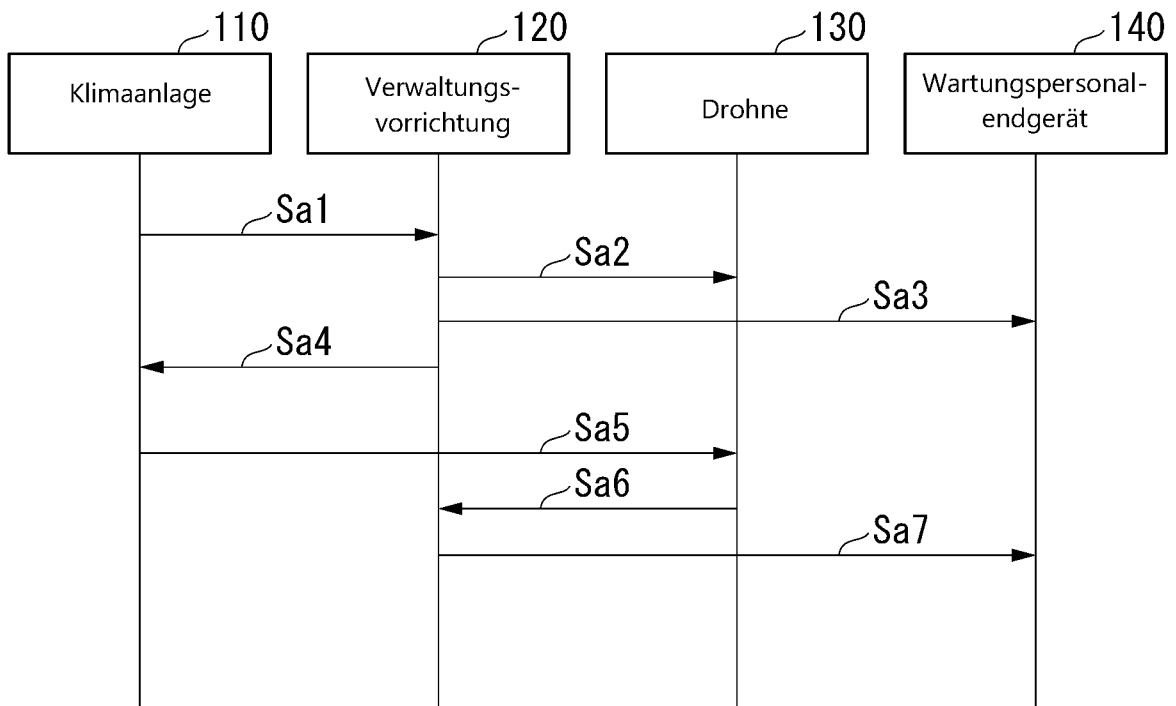 110
120
130
140
Klimaanlage
Verwaltungs-
vorrichtung
Drohne
Wartungspersonal-
endgerät
Sa1
Sa2
Sa3
Sa4
Sa5
Sa6
Sa7